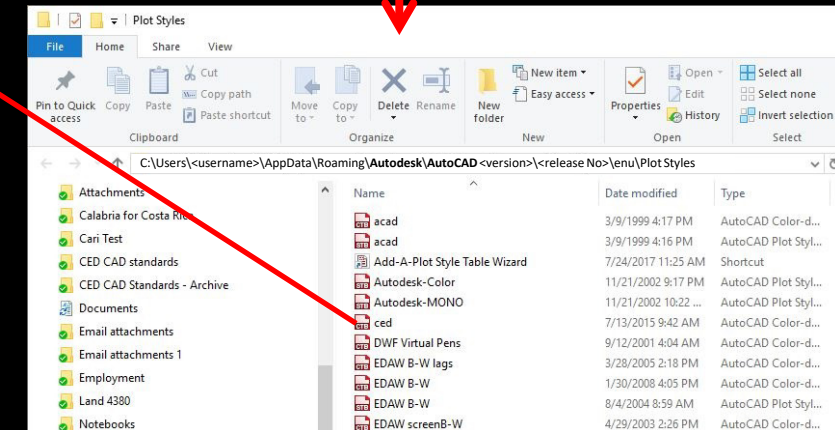 Plot Styles
File Home Share View
Pin to Quick access Copy Paste Cut Copy path Paste shortcut
Move to Copy to Delete Rename New folder New item Easy access
Properties Open Edit History Select all Select none Invert selection
Clipboard Organize New Open Select
C:\Users\<username>\AppData\Roaming\Autodesk\AutoCAD <version>\<release No>\enu\Plot Styles
Name Date modified Type
Attachments
Calabria for Costa Rica
Cari Test
CED CAD standards
CED CAD Standards - Archive
Documents
Email attachments
Email attachments 1
Employment
Land 4380
Notebooks
acad 3/9/1999 4:17 PM AutoCAD Color-d...
acad 3/9/1999 4:16 PM AutoCAD Plot Styl...
Add-A-Plot Style Table Wizard 7/24/2017 11:25 AM Shortcut
Autodesk-Color 11/21/2002 9:17 PM AutoCAD Plot Styl...
Autodesk-MONO 11/21/2002 10:22 ... AutoCAD Plot Styl...
ced 7/13/2015 9:42 AM AutoCAD Color-d...
DWF Virtual Pens 9/12/2001 4:04 AM AutoCAD Color-d...
EDAW B-W lags 3/28/2005 2:18 PM AutoCAD Color-d...
EDAW B-W 1/30/2008 4:05 PM AutoCAD Color-d...
EDAW B-W 8/4/2004 8:59 AM AutoCAD Plot Styl...
EDAW screenB-W 4/29/2003 2:26 PM AutoCAD Color-d...